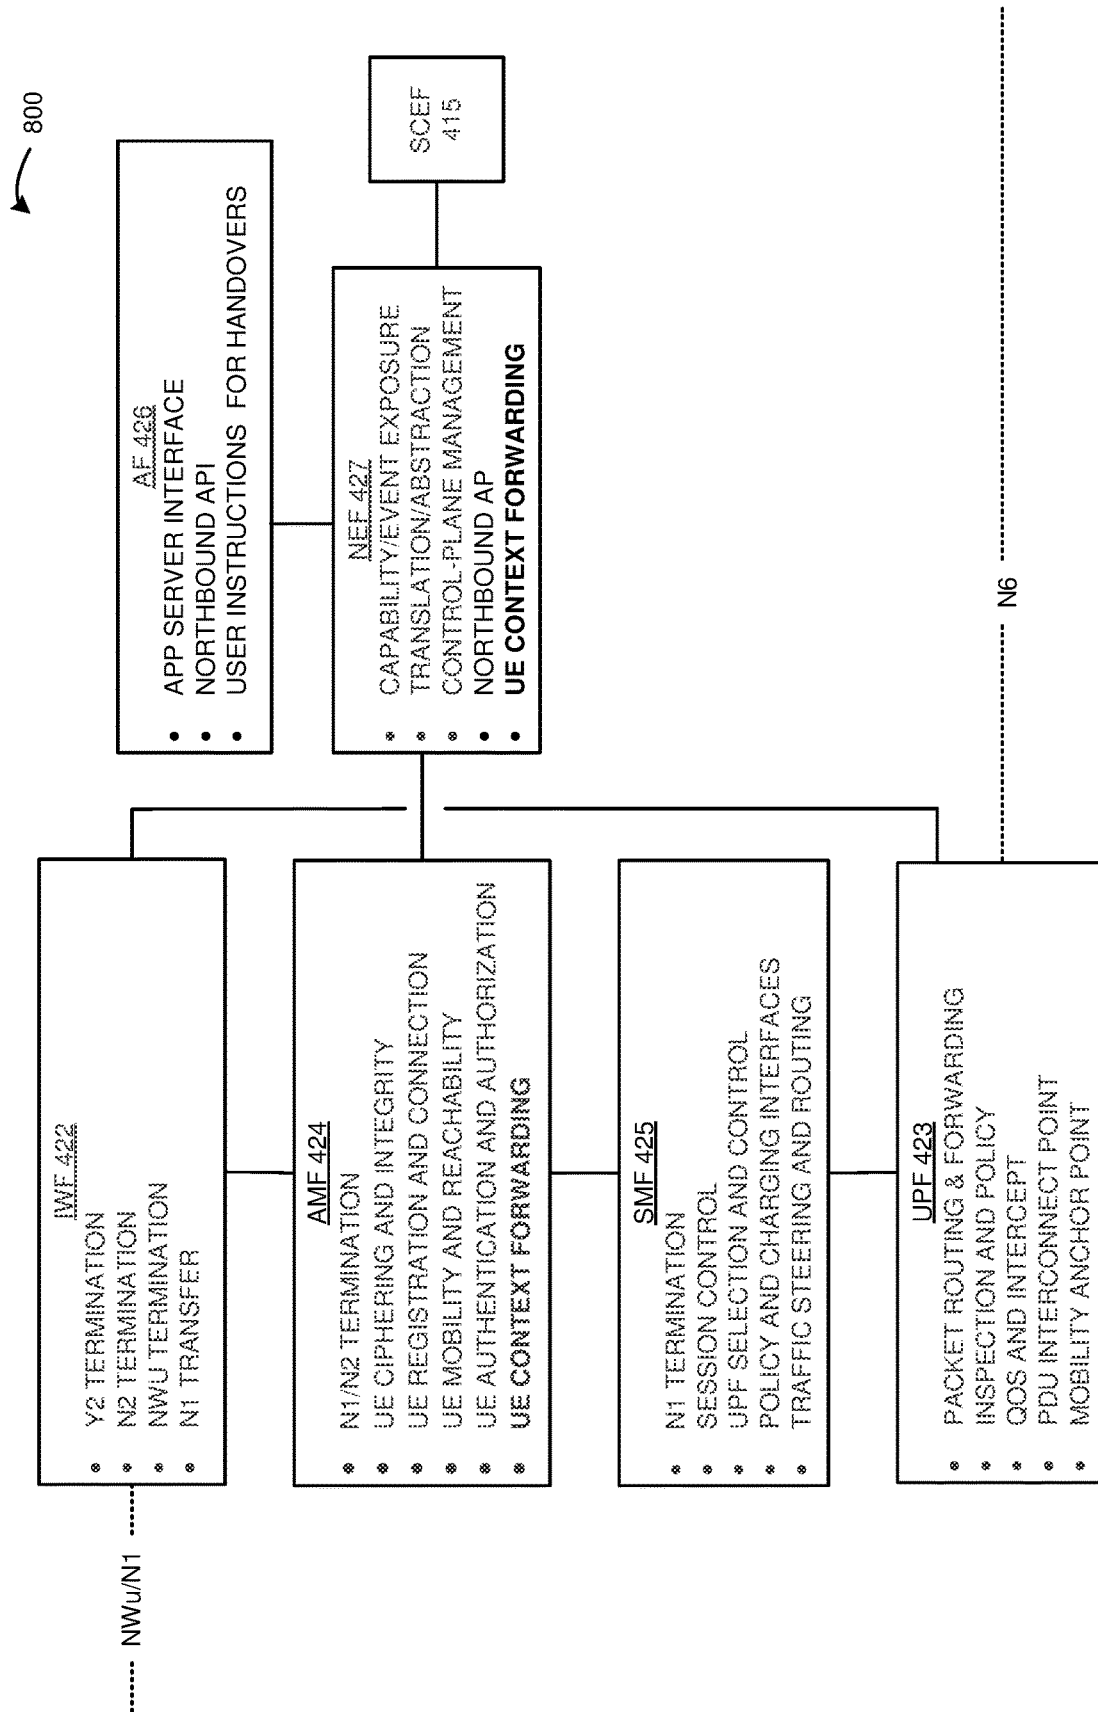 800
NWu/N1
IWF 422
Y2 TERMINATION
N2 TERMINATION
NWU TERMINATION
N1 TRANSFER
AMF 424
N1/N2 TERMINATION
UE CIPHERING AND INTEGRITY
UE REGISTRATION AND CONNECTION
UE MOBILITY AND REACHABILITY
UE AUTHENTICATION AND AUTHORIZATION
UE CONTEXT FORWARDING
SMF 425
N1 TERMINATION
SESSION CONTROL
UPF SELECTION AND CONTROL
POLICY AND CHARGING INTERFACES
TRAFFIC STEERING AND ROUTING
UPF 423
PACKET ROUTING & FORWARDING
INSPECTION AND POLICY
QOS AND INTERCEPT
PDU INTERCONNECT POINT
MOBILITY ANCHOR POINT
AF 426
APP SERVER INTERFACE
NORTHBOUND API
USER INSTRUCTIONS FOR HANDOVERS
NEF 427
CAPABILITY/EVENT EXPOSURE
TRANSLATION/ABSTRACTION
CONTROL-PLANE MANAGEMENT
NORTHBOUND AP
UE CONTEXT FORWARDING
SCEF
415
N6